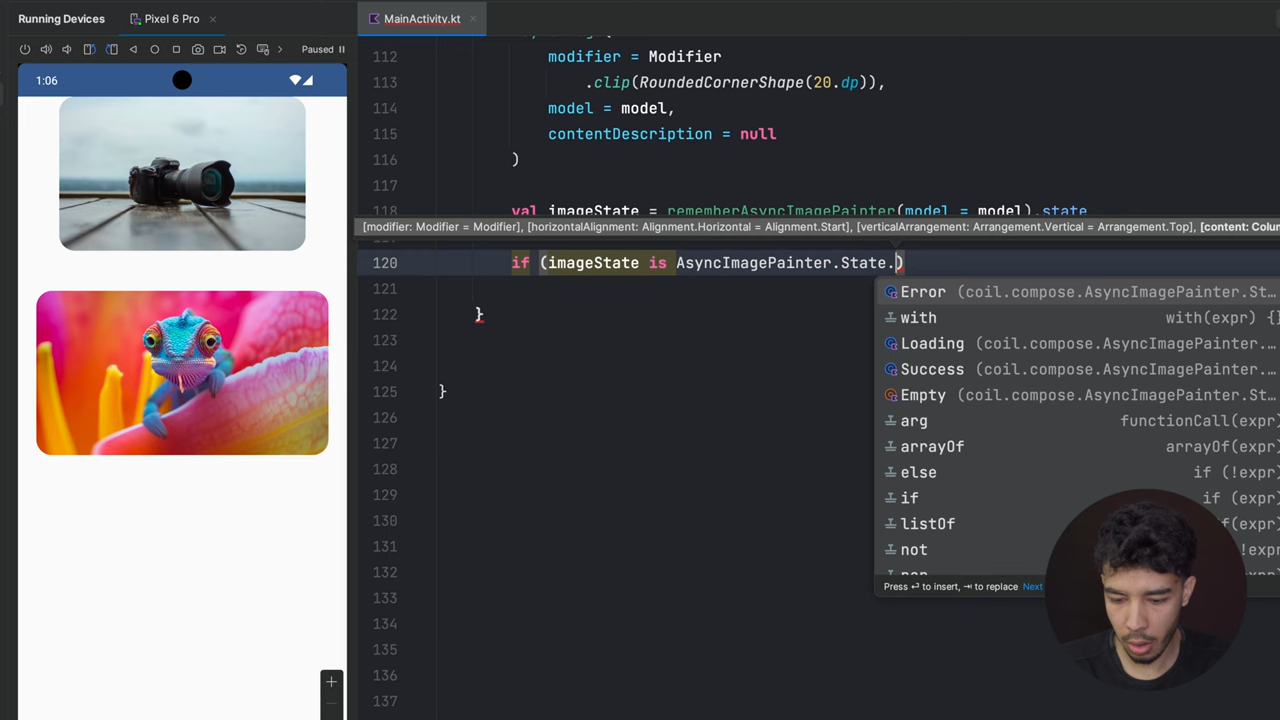 Running Devices
Pixel 6 Pro
MainActivity.kt
Paused
1:06
112 modifier = Modifier
113 .clip(RoundedCornerShape(20.dp)),
114 model = model,
115 contentDescription = null
116 )
117
118 val imageState = rememberAsyncImagePainter(model = model).state
[modifier: Modifier = Modifier], [horizontalAlignment: Alignment.Horizontal = Alignment.Start], [verticalArrangement: Arrangement.Vertical = Arrangement.Top], [content: Colu
120 if (imageState is AsyncImagePainter.State.)
121
122 }
123
124
125 }
126
127
128
129
130
131
132
133
134
135
136
137
Error (coil.compose.AsyncImagePainter.St...
with with(expr) {}
Loading (coil.compose.AsyncImagePainter....
Success (coil.compose.AsyncImagePainter....
Empty (coil.compose.AsyncImagePainter.St...
arg functionCall(expr)
arrayOf arrayOf(expr)
else if (!expr)
if if (expr)
listOf f(expr)
not !expr
Press ⏎ to insert, ⇥ to replace Next